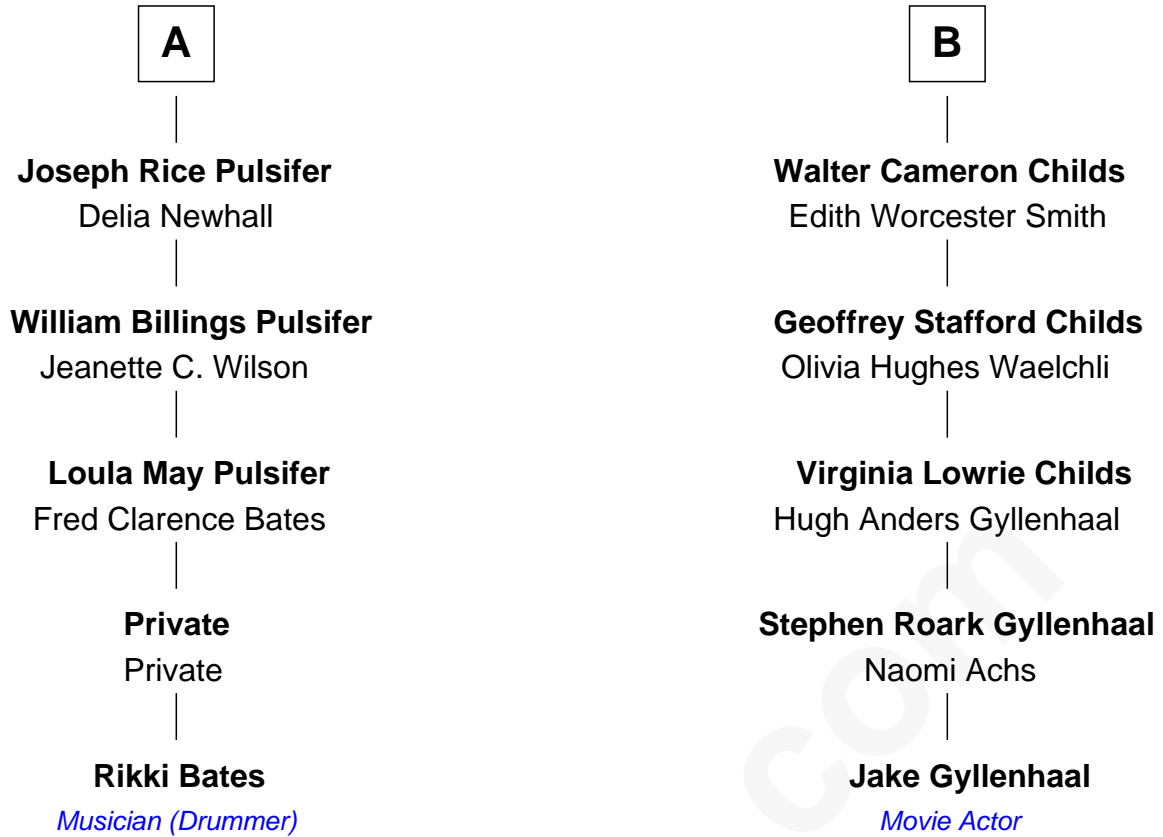 A
Joseph Rice Pulsifer
Delia Newhall
William Billings Pulsifer
Jeanette C. Wilson
Loula May Pulsifer
Fred Clarence Bates
Private
Private
Rikki Bates
Musician (Drummer)
B
Walter Cameron Childs
Edith Worcester Smith
Geoffrey Stafford Childs
Olivia Hughes Waelchli
Virginia Lowrie Childs
Hugh Anders Gyllenhaal
Stephen Roark Gyllenhaal
Naomi Achs
Jake Gyllenhaal
Movie Actor
com